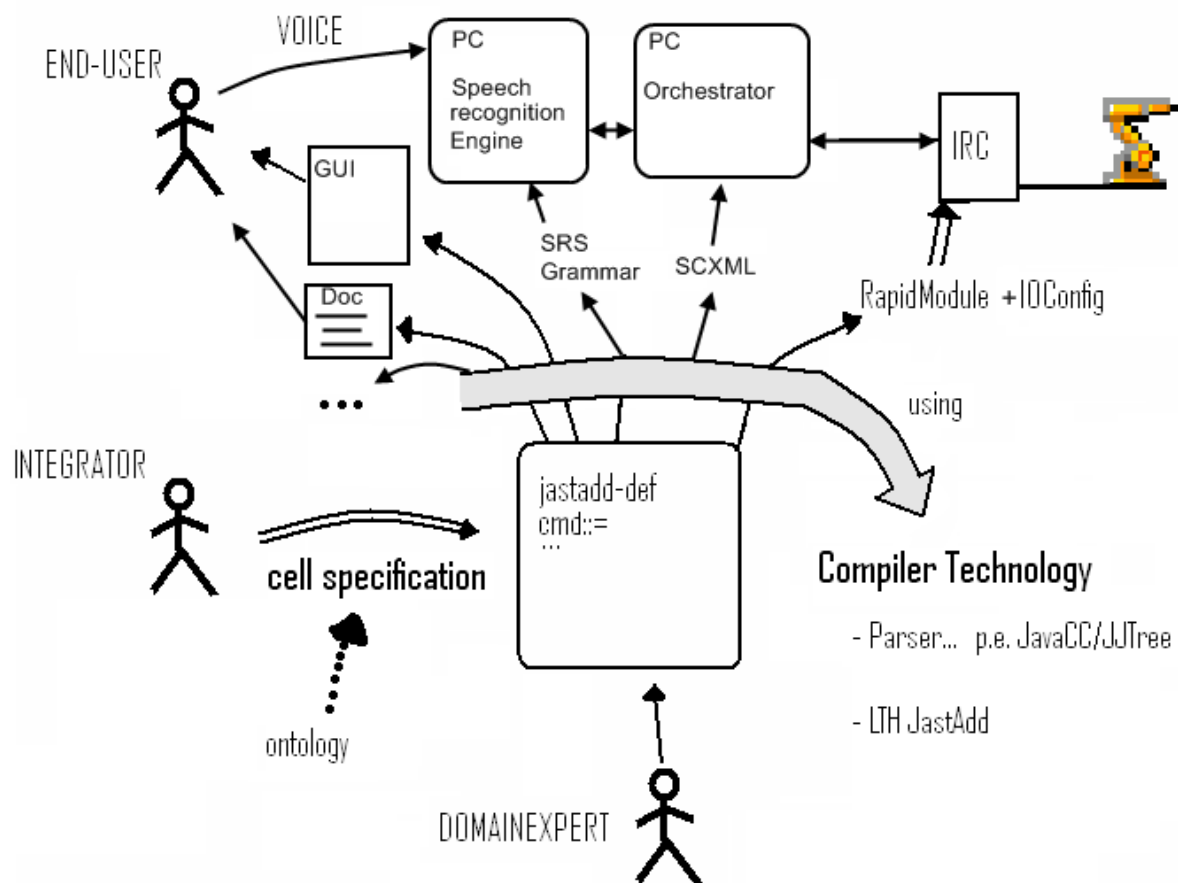 VOICE
END-USER
PC
Speech
recognition
Engine
PC
Orchestrator
IRC
GUI
SRS
Grammar
SCXML
Doc
RapidModule +IOConfig
...
using
INTEGRATOR
jastadd-def
cmd::=
...
cell specification
Compiler Technology
- Parser... p.e. JavaCC/JJTree
- LTH JastAdd
ontology
DOMAINEXPERT